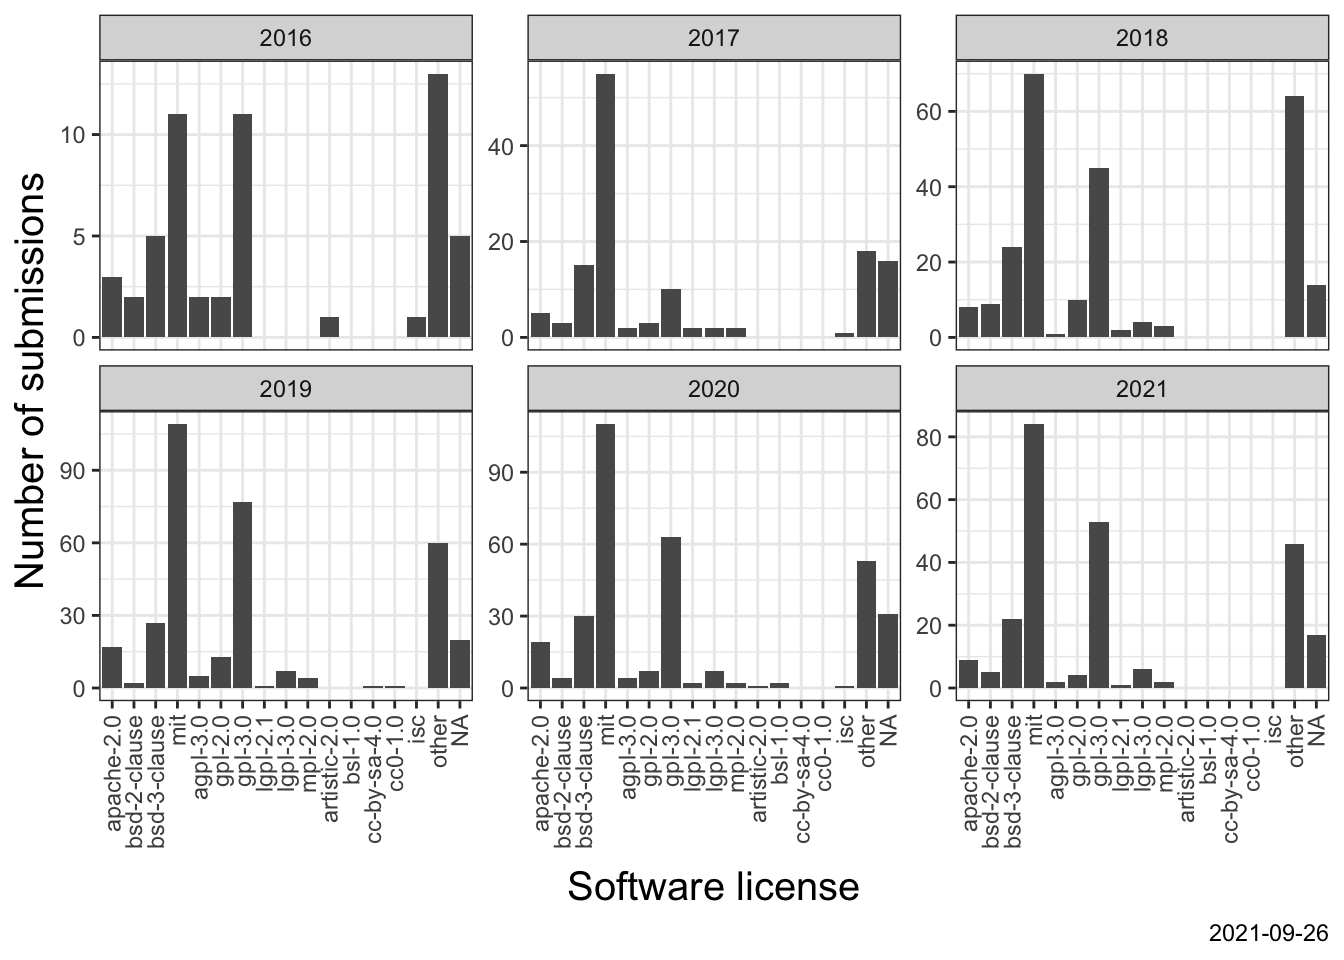 2016
2017
2018
10
5
0
40
20
0
60
40
20
0
Number of submissions
2019
2020
2021
90
60
30
0
90
60
30
0
80
60
40
20
0
apache-2.0
bsd-2-clause
bsd-3-clause
mit
agpl-3.0
gpl-2.0
gpl-3.0
lgpl-2.1
lgpl-3.0
mpl-2.0
artistic-2.0
bsl-1.0
cc-by-sa-4.0
cc0-1.0
isc
other
NA
apache-2.0
bsd-2-clause
bsd-3-clause
mit
agpl-3.0
gpl-2.0
gpl-3.0
lgpl-2.1
lgpl-3.0
mpl-2.0
artistic-2.0
bsl-1.0
cc-by-sa-4.0
cc0-1.0
isc
other
NA
apache-2.0
bsd-2-clause
bsd-3-clause
mit
agpl-3.0
gpl-2.0
gpl-3.0
lgpl-2.1
lgpl-3.0
mpl-2.0
artistic-2.0
bsl-1.0
cc-by-sa-4.0
cc0-1.0
isc
other
NA
Software license
2021-09-26